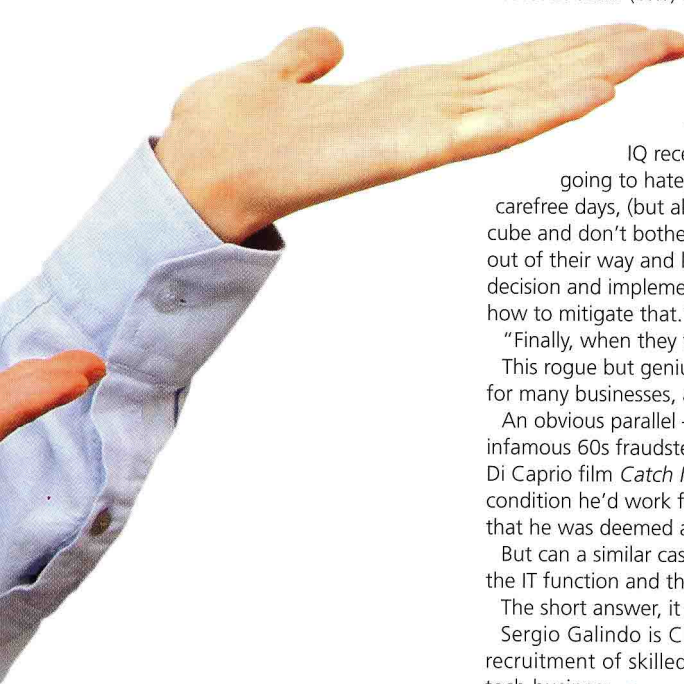 IQ rece
going to hate
carefree days, (but al
cube and don't bothe
out of their way and
decision and impleme
how to mitigate that.
"Finally, when they
This rogue but geniu
for many businesses,
An obvious parallel -
infamous 60s fraudste
Di Caprio film Catch
condition he'd work f
that he was deemed a
But can a similar cas
the IT function and th
The short answer, it
Sergio Galindo is C
recruitment of skilled